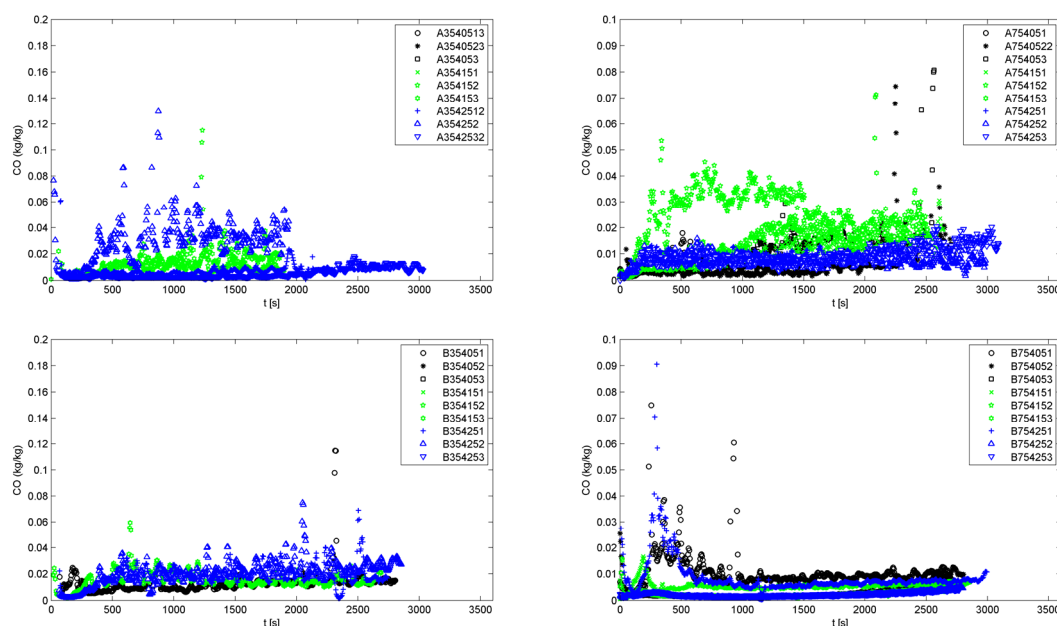 0.2
0.18
0.16
0.14
0.12
0.1
0.08
0.06
0.04
0.02
0
CO (kg/kg)
0 500 1000 1500 2000 2500 3000 3500
t [s]
A3540513
A3540523
A354053
A354151
A354152
A354153
A3542512
A354252
A3542532
0.1
0.09
0.08
0.07
0.06
0.05
0.04
0.03
0.02
0.01
0
CO (kg/kg)
0 500 1000 1500 2000 2500 3000 3500
t [s]
A754051
A7540522
A754053
A754151
A754152
A754153
A754251
A754252
A754253
0.2
0.18
0.16
0.14
0.12
0.1
0.08
0.06
0.04
0.02
0
CO (kg/kg)
0 500 1000 1500 2000 2500 3000 3500
t [s]
B354051
B354052
B354053
B354151
B354152
B354153
B354251
B354252
B354253
0.1
0.09
0.08
0.07
0.06
0.05
0.04
0.03
0.02
0.01
0
CO (kg/kg)
0 500 1000 1500 2000 2500 3000 3500
t [s]
B754051
B754052
B754053
B754151
B754152
B754153
B754251
B754252
B754253